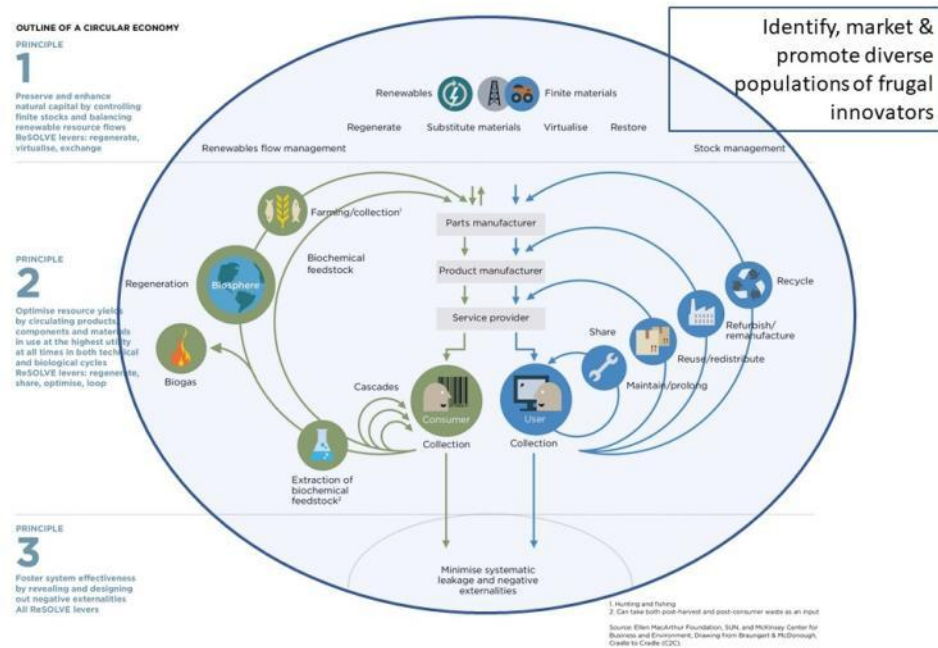 OUTLINE OF A CIRCULAR ECONOMY
PRINCIPLE
1
Preserve and enhance
natural capital by controlling
finite stocks and balancing
renewable resource flows
ReSOLVE levers: regenerate,
virtualise, exchange
Identify, market &
promote diverse
populations of frugal
innovators
Renewables
Finite materials
Regenerate
Substitute materials
Virtualise
Restore
Renewables flow management
Stock management
PRINCIPLE
2
Optimise resource yields
by circulating products,
components and materials
in use at the highest utility
at all times in both technical
and biological cycles
ReSOLVE levers: regenerate,
share, optimise, loop
Farming/collection¹
Biochemical
feedstock
Regeneration
Biosphere
Biogas
Cascades
Extraction of
biochemical
feedstock²
Parts manufacturer
Product manufacturer
Service provider
Consumer
Collection
User
Collection
Share
Maintain/prolong
Reuse/redistribute
Refurbish/
remanufacture
Recycle
PRINCIPLE
3
Foster system effectiveness
by revealing and designing
out negative externalities
All ReSOLVE levers
Minimise systematic
leakage and negative
externalities
1. Hunting and fishing
2. Can take both post-harvest and post-consumer waste as an input
Source: Ellen MacArthur Foundation, SUN, and McKinsey Center for
Business and Environment; Drawing from Braungart & McDonough,
Cradle to Cradle (C2C).